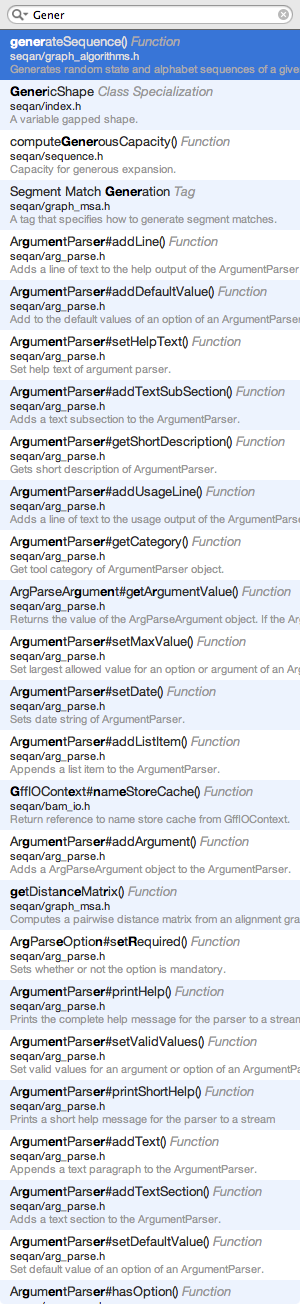 Gener
generateSequence() Function
seqan/graph_algorithms.h
Generates random state and alphabet sequences of a give
GenericShape Class Specialization
seqan/index.h
A variable gapped shape.
computeGenerousCapacity() Function
seqan/sequence.h
Capacity for generous expansion.
Segment Match Generation Tag
seqan/graph_msa.h
A tag that specifies how to generate segment matches.
ArgumentParser#addLine() Function
seqan/arg_parse.h
Adds a line of text to the help output of the ArgumentParser
ArgumentParser#addDefaultValue() Function
seqan/arg_parse.h
Add to the default values of an option of an ArgumentParser
ArgumentParser#setHelpText() Function
seqan/arg_parse.h
Set help text of argument parser.
ArgumentParser#addTextSubSection() Function
seqan/arg_parse.h
Adds a text subsection to the ArgumentParser.
ArgumentParser#getShortDescription() Function
seqan/arg_parse.h
Gets short description of ArgumentParser.
ArgumentParser#addUsageLine() Function
seqan/arg_parse.h
Adds a line of text to the usage output of the ArgumentParse
ArgumentParser#getCategory() Function
seqan/arg_parse.h
Get tool category of ArgumentParser object.
ArgParseArgument#getArgumentValue() Function
seqan/arg_parse.h
Returns the value of the ArgParseArgument object. If the Ar
ArgumentParser#setMaxValue() Function
seqan/arg_parse.h
Set largest allowed value for an option or argument of an Arg
ArgumentParser#setDate() Function
seqan/arg_parse.h
Sets date string of ArgumentParser.
ArgumentParser#addListItem() Function
seqan/arg_parse.h
Appends a list item to the ArgumentParser.
GffIOContext#nameStoreCache() Function
seqan/bam_io.h
Return reference to name store cache from GffIOContext.
ArgumentParser#addArgument() Function
seqan/arg_parse.h
Adds a ArgParseArgument object to the ArgumentParser.
getDistanceMatrix() Function
seqan/graph_msa.h
Computes a pairwise distance matrix from an alignment gra
ArgParseOption#setRequired() Function
seqan/arg_parse.h
Sets whether or not the option is mandatory.
ArgumentParser#printHelp() Function
seqan/arg_parse.h
Prints the complete help message for the parser to a stream
ArgumentParser#setValidValues() Function
seqan/arg_parse.h
Set valid values for an argument or option of an ArgumentPa
ArgumentParser#printShortHelp() Function
seqan/arg_parse.h
Prints a short help message for the parser to a stream
ArgumentParser#addText() Function
seqan/arg_parse.h
Appends a text paragraph to the ArgumentParser.
ArgumentParser#addTextSection() Function
seqan/arg_parse.h
Adds a text section to the ArgumentParser.
ArgumentParser#setDefaultValue() Function
seqan/arg_parse.h
Set default value of an option of an ArgumentParser.
ArgumentParser#hasOption() Function
seqan/arg_parse.h